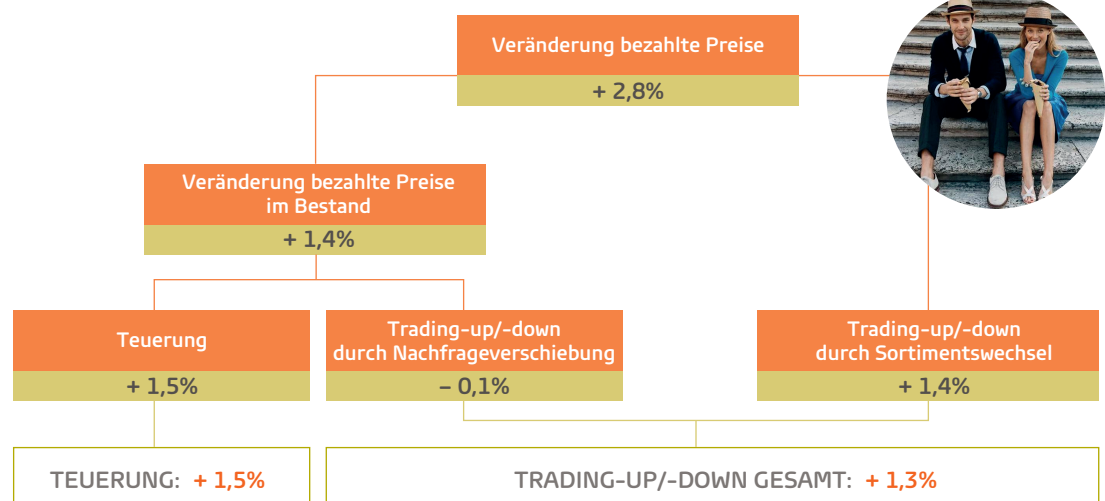 Veränderung bezahlte Preise
+ 2,8%
Veränderung bezahlte Preise
im Bestand
+ 1,4%
Teuerung
+ 1,5%
Trading-up/-down
durch Nachfrageverschiebung
– 0,1%
Trading-up/-down
durch Sortimentswechsel
+ 1,4%
TEUERUNG: + 1,5%
TRADING-UP/-DOWN GESAMT: + 1,3%